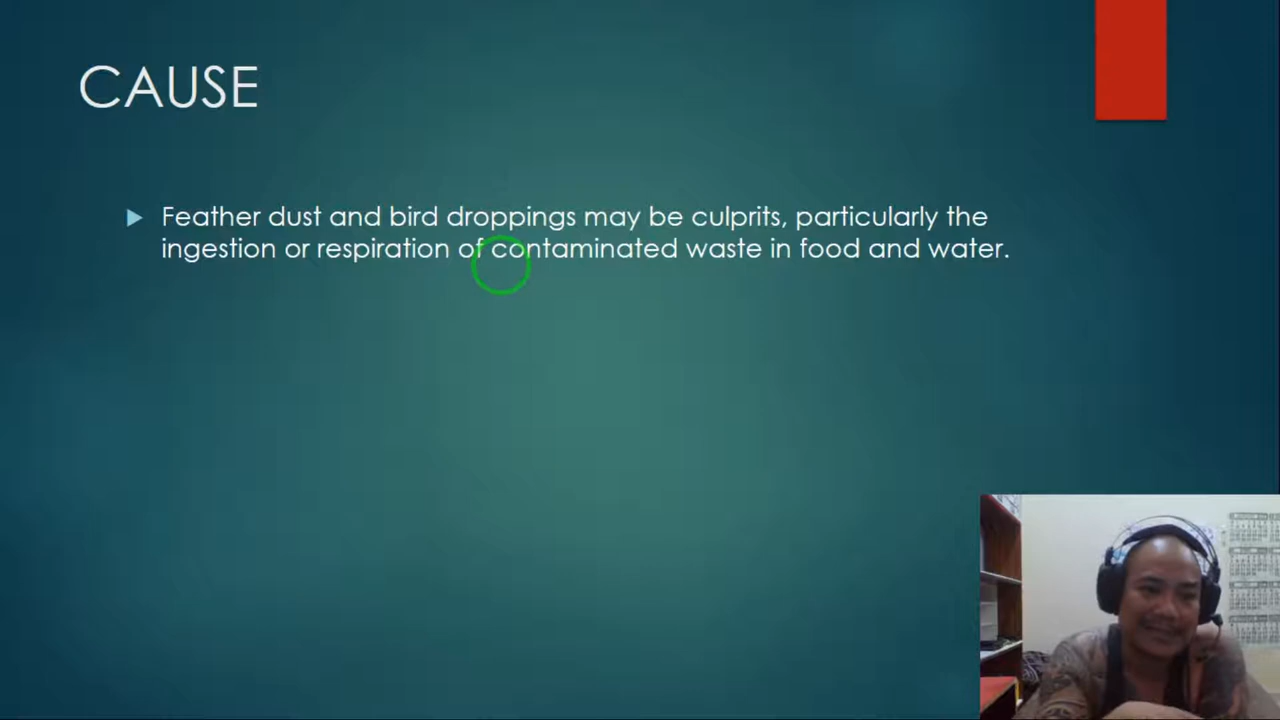 CAUSE
Feather dust and bird droppings may be culprits, particularly the
ingestion or respiration of contaminated waste in food and water.